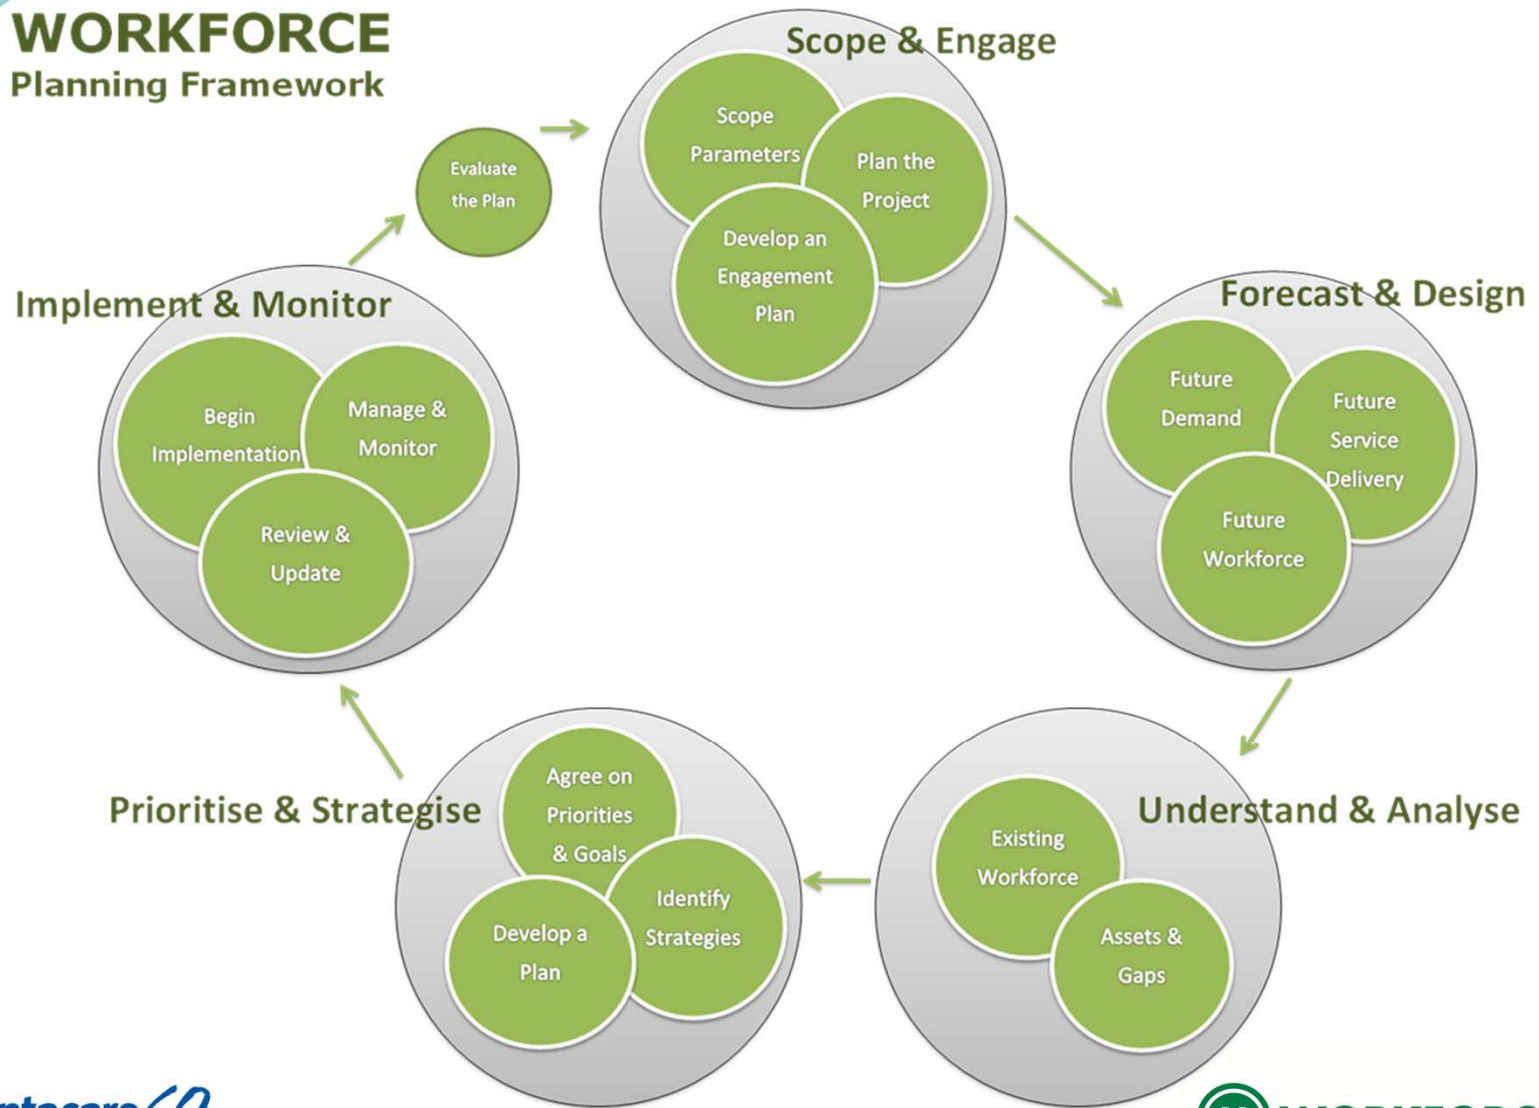 WORKFORCE
Planning Framework
Scope & Engage
Scope
Parameters
Plan the
Project
Develop an
Engagement
Plan
Evaluate
the Plan
Implement & Monitor
Begin
Implementation
Manage &
Monitor
Review &
Update
Forecast & Design
Future
Demand
Future
Service
Delivery
Future
Workforce
Prioritise & Strategise
Agree on
Priorities
& Goals
Identify
Strategies
Develop a
Plan
Understand & Analyse
Existing
Workforce
Assets &
Gaps